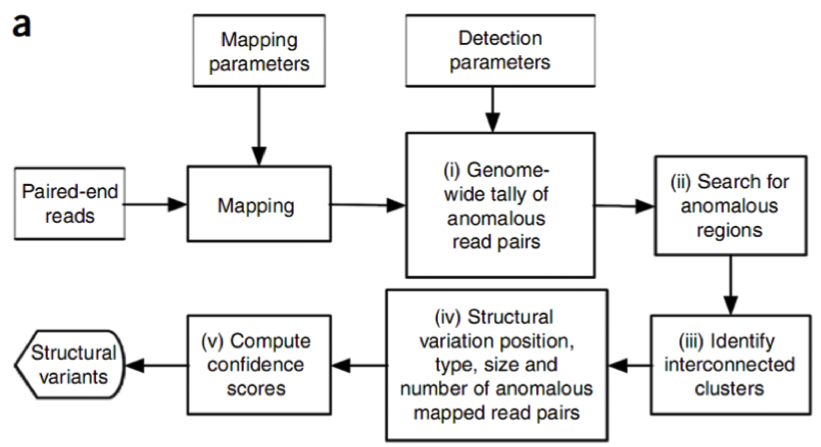 a
Mapping
parameters
Detection
parameters
Paired-end
reads
Mapping
(i) Genome-
wide tally of
anomalous
read pairs
(ii) Search for
anomalous
regions
(iii) Identify
interconnected
clusters
(iv) Structural
variation position,
type, size and
number of anomalous
mapped read pairs
(v) Compute
confidence
scores
Structural
variants